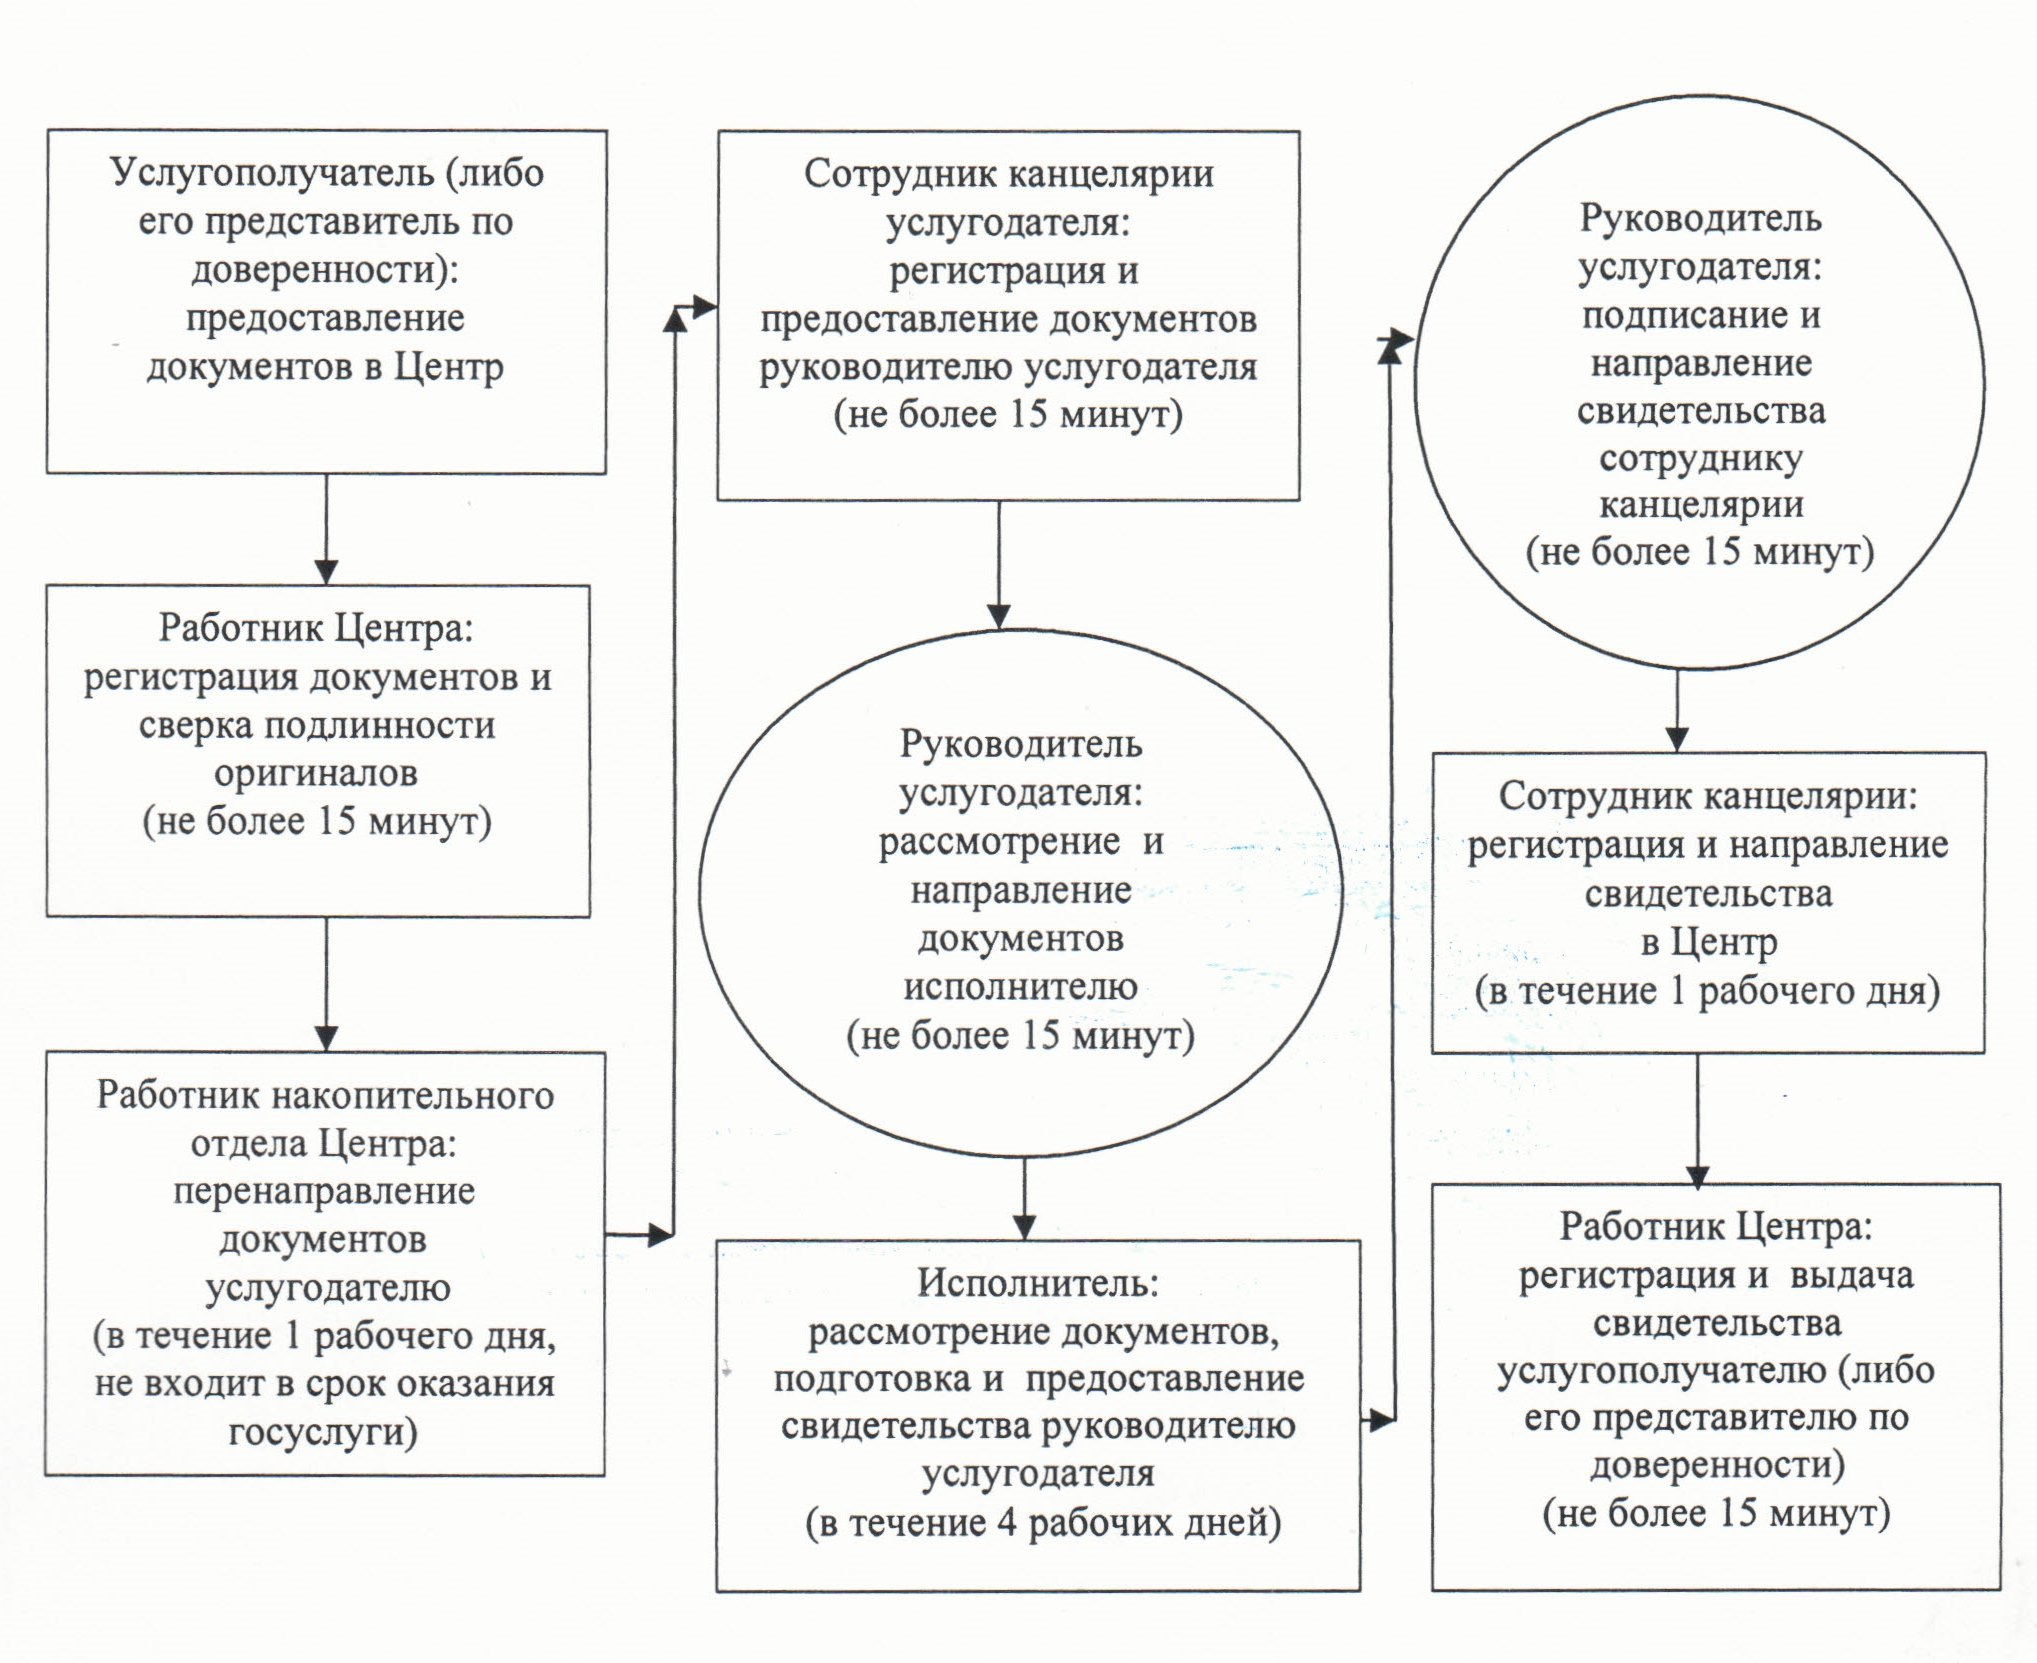 Услугополучатель (либо
его представитель по
доверенности):
предоставление
документов в Центр
Работник Центра:
регистрация документов и
сверка подлинности
оригиналов
(не более 15 минут)
Работник накопительного
отдела Центра:
перенаправление
документов
услугодателю
(в течение 1 рабочего дня,
не входит в срок оказания
госуслуги)
Сотрудник канцелярии
услугодателя:
регистрация и
предоставление документов
руководителю услугодателя
(не более 15 минут)
Руководитель
услугодателя:
рассмотрение и
направление
документов
исполнителю
(не более 15 минут)
Исполнитель:
рассмотрение документов,
подготовка и предоставление
свидетельства руководителю
услугодателя
(в течение 4 рабочих дней)
Руководитель
услугодателя:
подписание и
направление
свидетельства
сотруднику
канцелярии
(не более 15 минут)
Сотрудник канцелярии:
регистрация и направление
свидетельства
в Центр
(в течение 1 рабочего дня)
Работник Центра:
регистрация и выдача
свидетельства
услугополучателю (либо
его представителю по
доверенности)
(не более 15 минут)